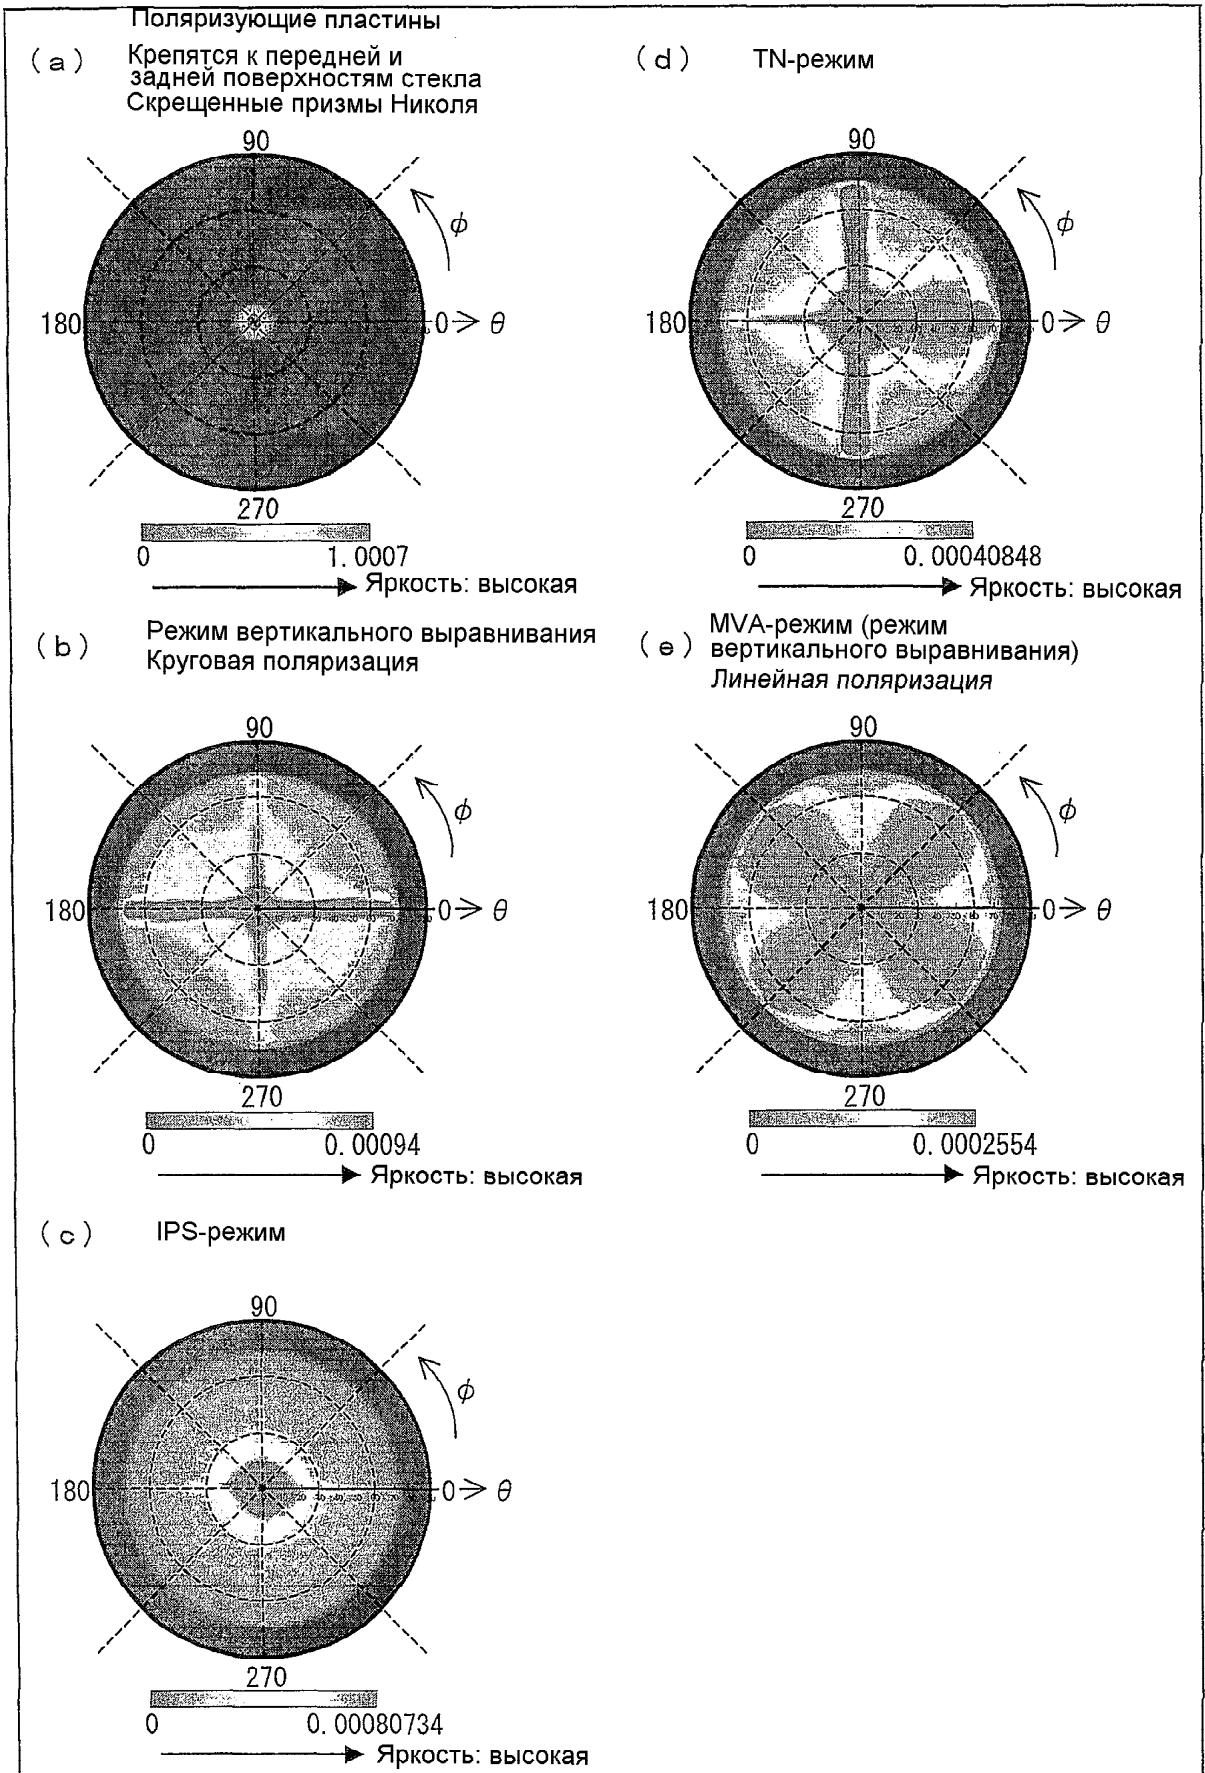 Поляризующие пластины
(a)
Крепятся к передней и
задней поверхностям стекла
Скрещенные призмы Николя
90
ϕ
180
0
θ
270
0
1.0007
Яркость: высокая
(d)
TN-режим
90
ϕ
180
0
θ
270
0
0.00040848
Яркость: высокая
(b)
Режим вертикального выравнивания
Круговая поляризация
90
ϕ
180
0
θ
270
0
0.00094
Яркость: высокая
(e)
MVA-режим (режим
вертикального выравнивания)
Линейная поляризация
90
ϕ
180
0
θ
270
0
0.0002554
Яркость: высокая
(c)
IPS-режим
90
ϕ
180
0
θ
270
0
0.00080734
Яркость: высокая